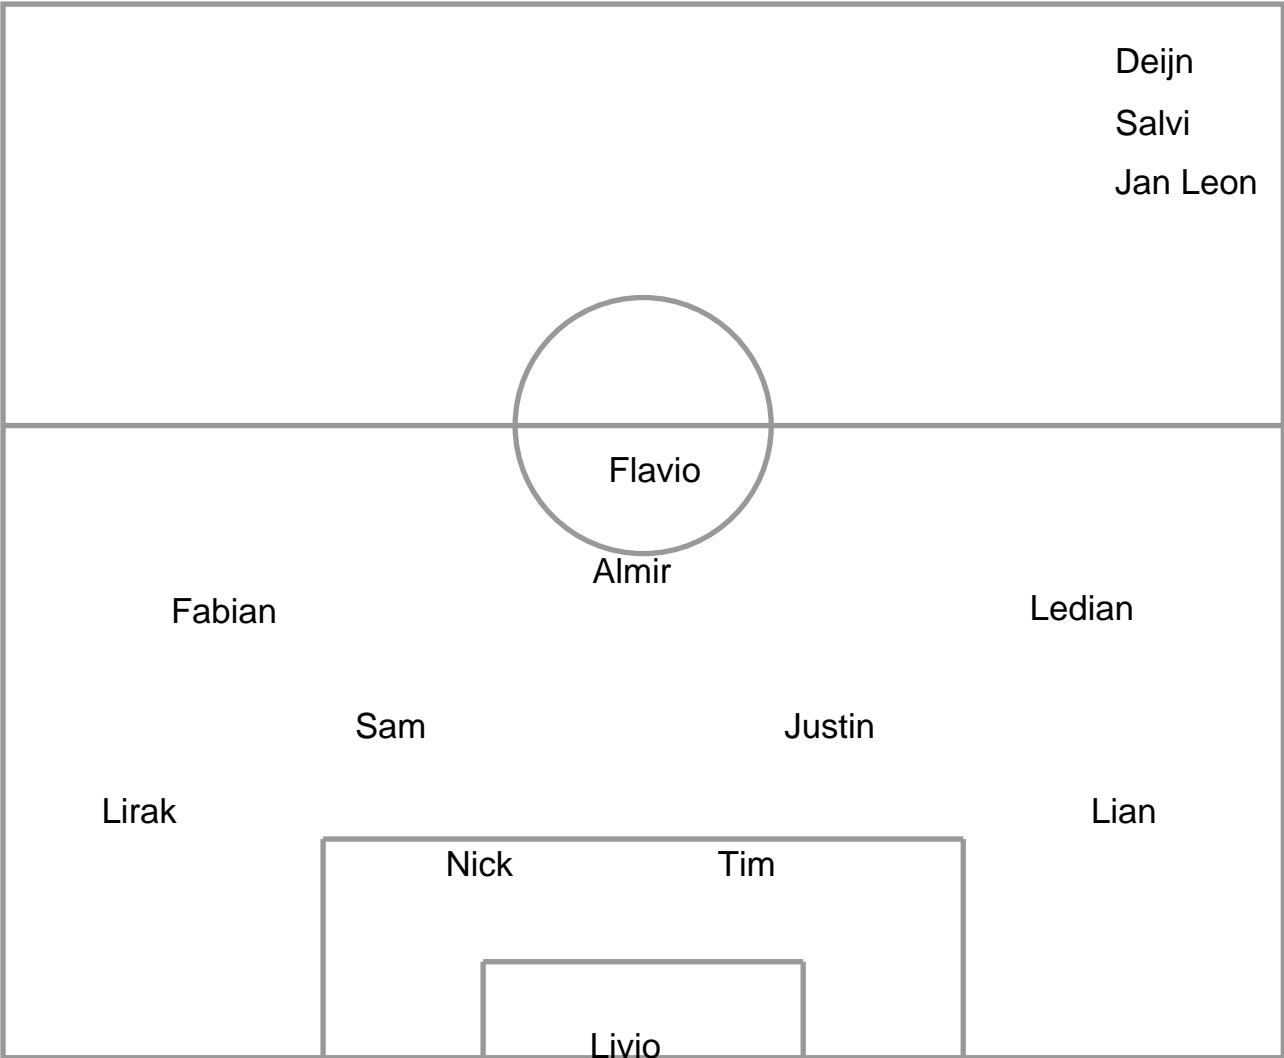 Deijn
Salvi
Jan Leon
Flavio
Almir
Fabian
Ledian
Sam
Justin
Lirak
Lian
Nick
Tim
Livio